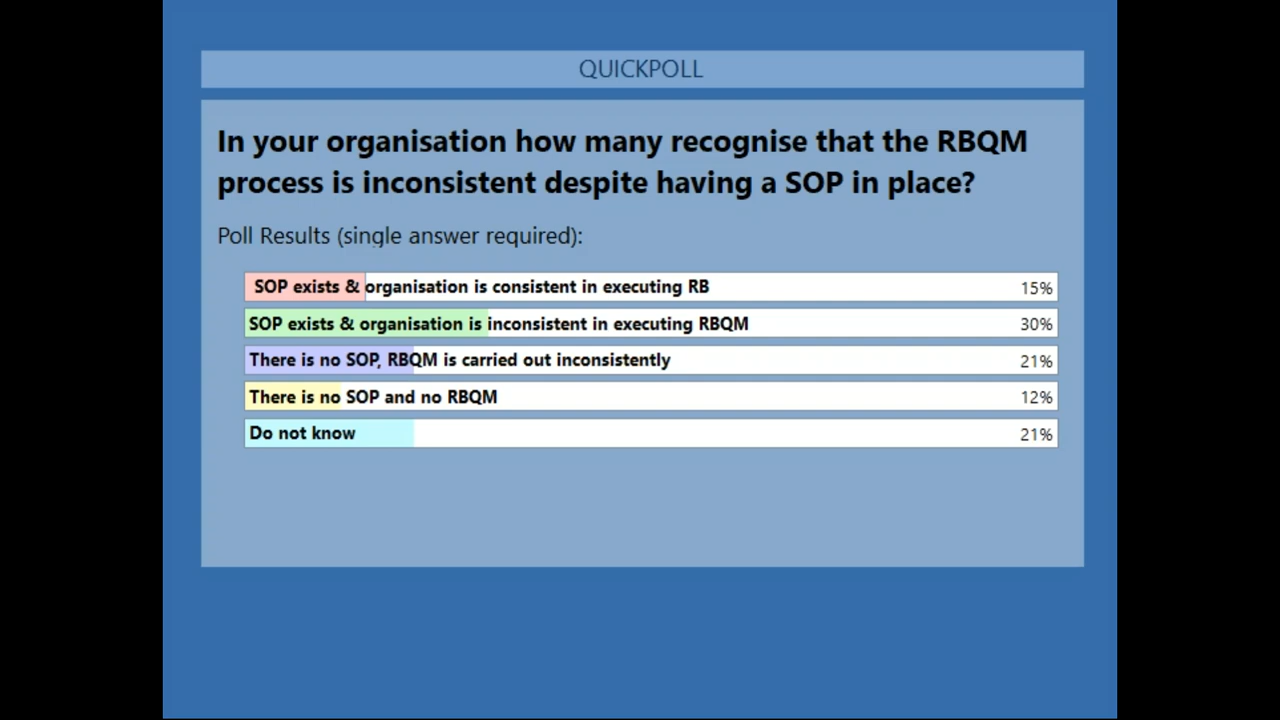 QUICKPOLL
In your organisation how many recognise that the RBQM
process is inconsistent despite having a SOP in place?
Poll Results (single answer required):
SOP exists & organisation is consistent in executing RB 15%
SOP exists & organisation is inconsistent in executing RBQM 30%
There is no SOP, RBQM is carried out inconsistently 21%
There is no SOP and no RBQM 12%
Do not know 21%